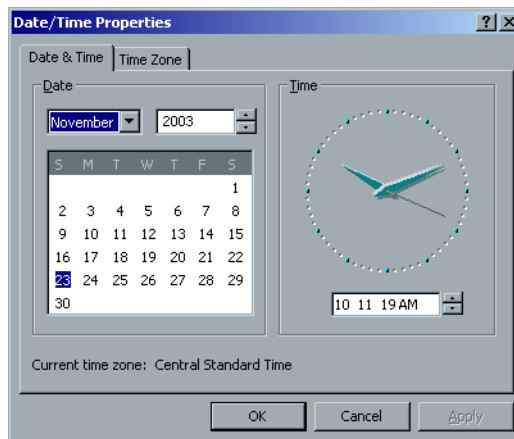 Date/Time Properties
Date & Time Time Zone
Date
November 2003
S M T W T F S
1
2 3 4 5 6 7 8
9 10 11 12 13 14 15
16 17 18 19 20 21 22
23 24 25 26 27 28 29
30
Time
10 11 19 AM
Current time zone: Central Standard Time
OK Cancel Apply